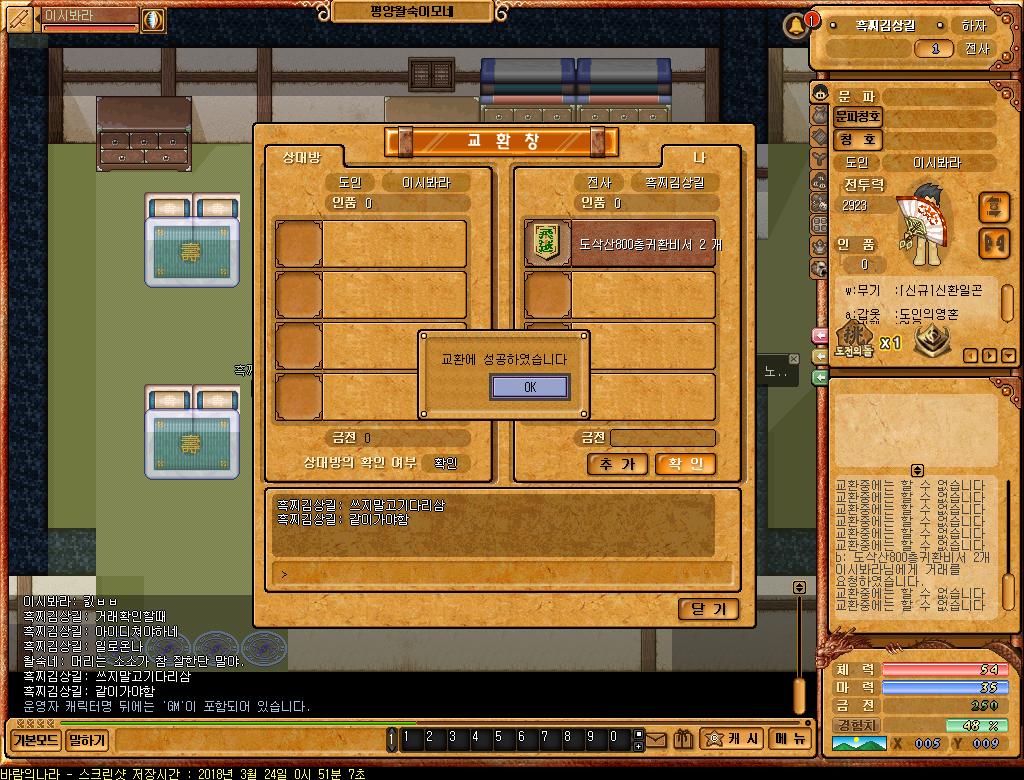 이시봐라
평양왈숙이모네
1
흑찌김상길
하자
1
전사
문 파
문파칭호
칭 호
도인
이시봐라
전투력
2923
인 품
0
w:무기 :[신규]신환일곤
a:갑옷 :도인의영혼
도전의돌 x1
교 환 창
상대방
나
도인
이시봐라
인품 0
전사
흑찌김상길
인품 0
도삭산800층귀환비서 2 개
교환에 성공하였습니다
OK
노..
금전 0
상대방의 확인 여부 확인
금전
추 가
확 인
흑찌김상길: 쓰지말고기다리삼
흑찌김상길: 같이가야함
>
닫 기
교환중에는 할 수 없습니다
교환중에는 할 수 없습니다
교환중에는 할 수 없습니다
교환중에는 할 수 없습니다
교환중에는 할 수 없습니다
교환중에는 할 수 없습니다
b: 도삭산800층귀환비서 2개
이시봐라님에게 거래를
요청하였습니다.
교환중에는 할 수 없습니다
교환중에는 할 수 없습니다
이시봐라: 킶ㅂㅂ
흑찌김상길: 거래확인할때
흑찌김상길: 아이디쳐야하네
흑찌김상길: 일로온나
왈숙네: 머리는 소소가 참 잘한단 말야.
흑찌김상길: 쓰지말고기다리삼
흑찌김상길: 같이가야함
운영자 캐릭터명 뒤에는 'GM'이 포함되어 있습니다.
체 력 54
마 력 35
금 전 250
경험치 48 %
X 005 Y 009
기본모드
말하기
1 2 3 4 5 6 7 8 9 0
캐 시
메 뉴
바람의나라 - 스크린샷 저장시간 : 2018년 3월 24일 0시 51분 7초